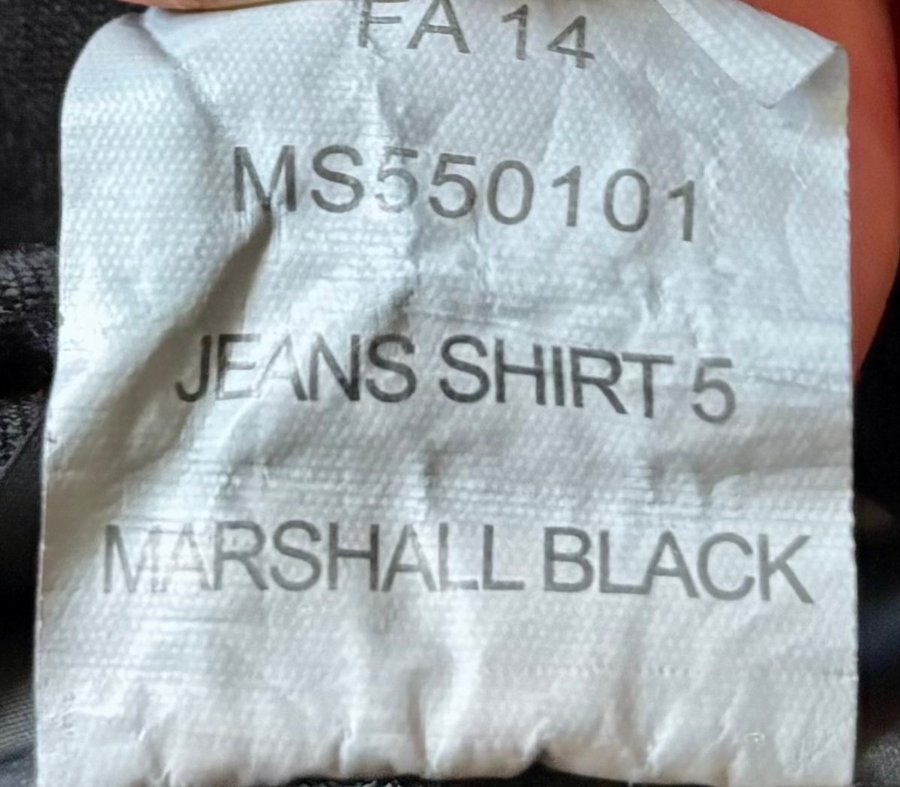 FA 14
MS550101
JEANS SHIRT 5
MARSHALL BLACK